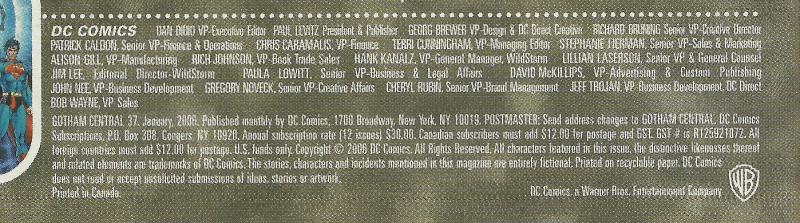 DC COMICS DAN DIDIO VP-Executive Editor PAUL LEVITZ President & Publisher GEORG BREWER VP-Design & DC Direct Creative RICHARD BRUNING Senior VP-Creative Director
PATRICK CALDON, Senior VP-Finance & Operations CHRIS CARAMALIS, VP-Finance TERRI CUNNINGHAM, VP-Managing Editor STEPHANIE FIERMAN, Senior VP-Sales & Marketing
ALISON GILL, VP-Manufacturing RICH JOHNSON, VP-Book Trade Sales HANK KANALZ, VP-General Manager, WildStorm LILLIAN LASERSON, Senior VP & General Counsel
JIM LEE, Editorial Director-WildStorm PAULA LOWITT, Senior VP-Business & Legal Affairs DAVID McKILLIPS, VP-Advertising & Custom Publishing
JOHN NEE, VP-Business Development GREGORY NOVECK, Senior VP-Creative Affairs CHERYL RUBIN, Senior VP-Brand Management JEFF TROJAN, VP-Business Development, DC Direct
BOB WAYNE, VP-Sales
GOTHAM CENTRAL 37. January, 2006. Published monthly by DC Comics, 1700 Broadway, New York, NY 10019. POSTMASTER: Send address changes to GOTHAM CENTRAL, DC Comics
Subscriptions, P.O. Box 308, Congers, NY 10920. Annual subscription rate (12 issues) $30.00. Canadian subscribers must add $12.00 for postage and GST. GST # is R125921072. All
foreign countries must add $12.00 for postage. U.S. funds only. Copyright © 2006 DC Comics. All Rights Reserved. All characters featured in this issue, the distinctive likenesses thereof
and related elements are trademarks of DC Comics. The stories, characters and incidents mentioned in this magazine are entirely fictional. Printed on recyclable paper. DC Comics
does not read or accept unsolicited submissions of ideas, stories or artwork.
Printed in Canada. DC Comics, a Warner Bros. Entertainment Company WB